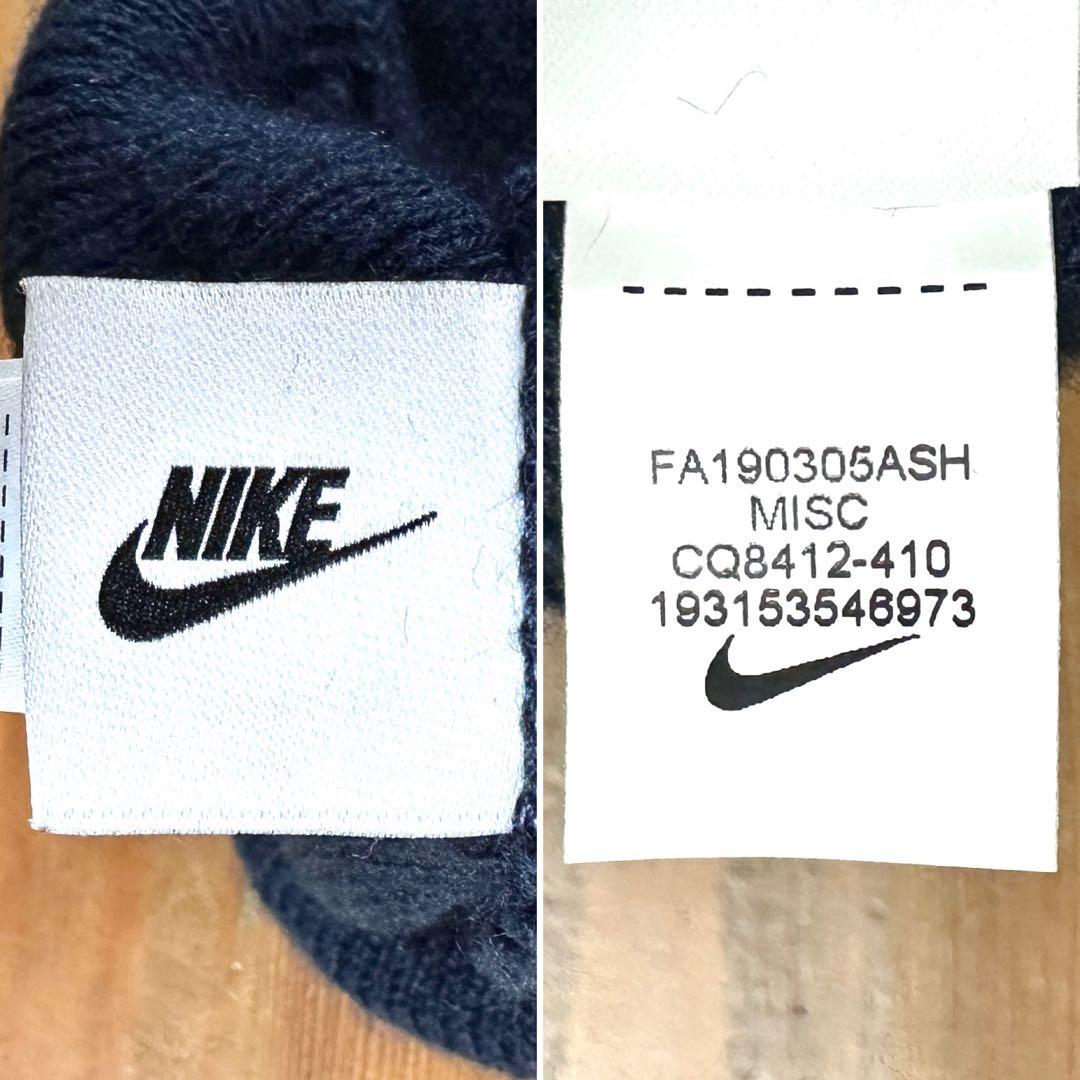 NIKE
FA190305ASH
MISC
CQ8412-410
193153546973